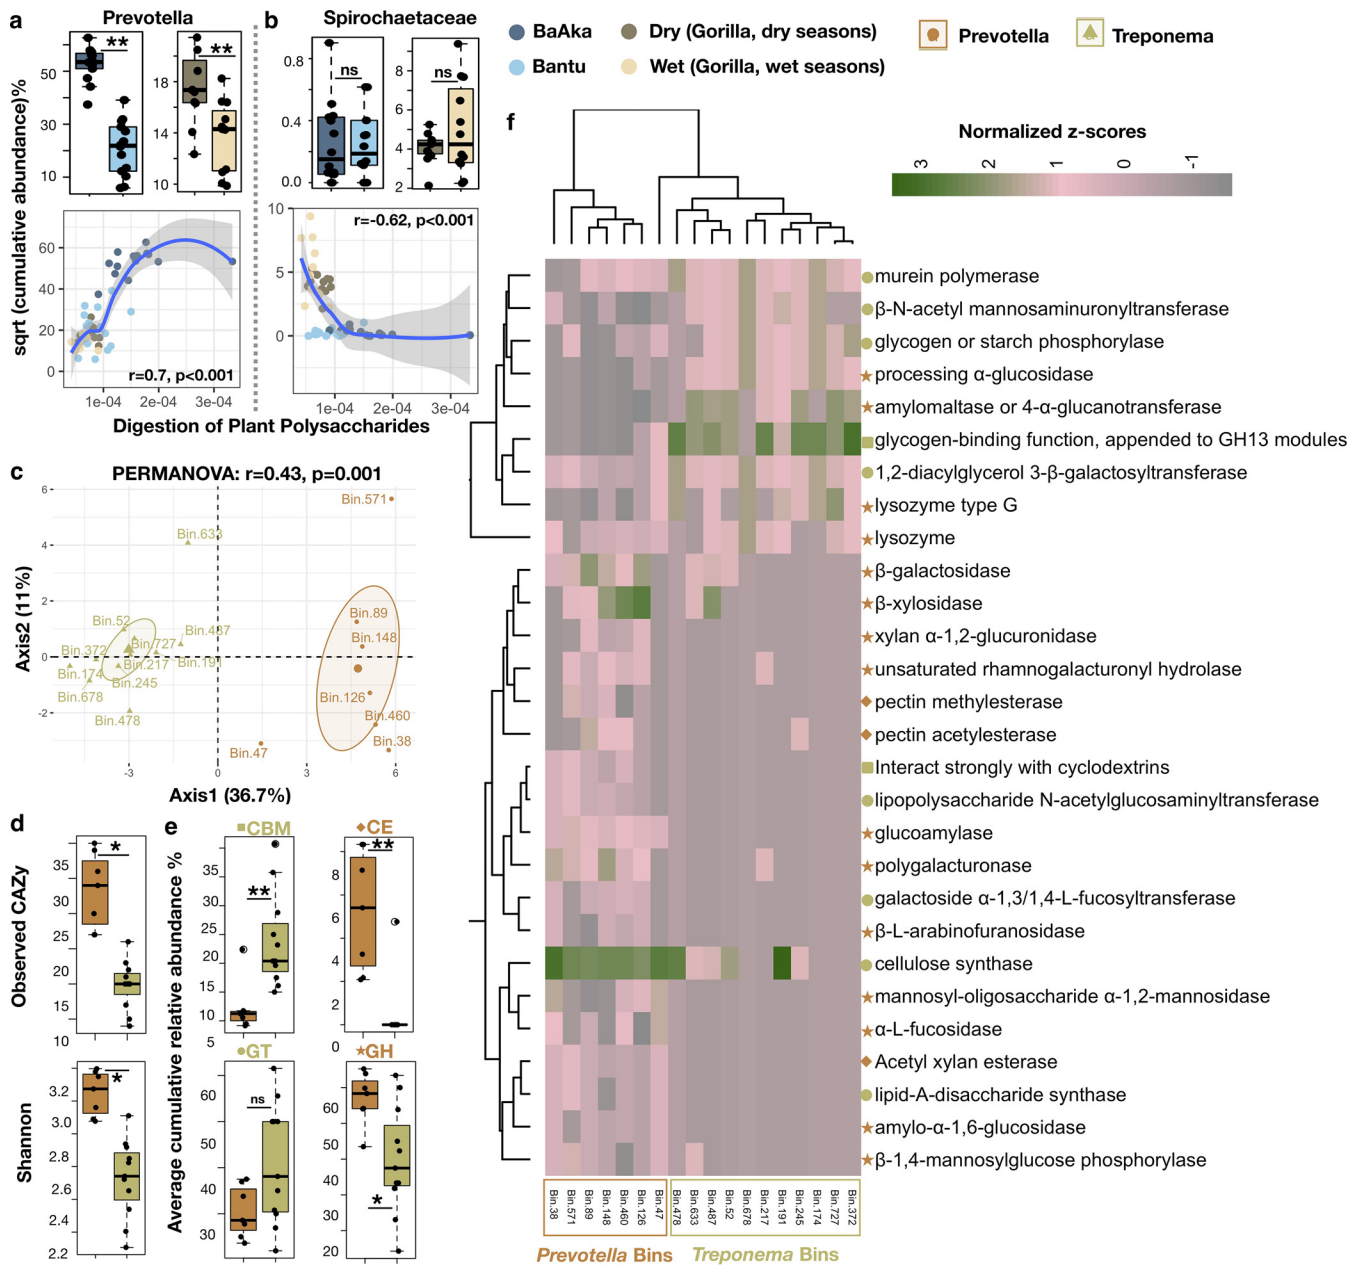 a Prevotella
**
**
50
30
10
18
16
14
12
10
b Spirochaetaceae
ns
ns
0.8
0.4
0.0
8
6
4
2
BaAka
Bantu
Dry (Gorilla, dry seasons)
Wet (Gorilla, wet seasons)
Prevotella
Treponema
sqrt (cumulative abundance)%
60
40
20
0
r=0.7, p<0.001
1e-04 2e-04 3e-04
10
5
0
r=-0.62, p<0.001
1e-04 2e-04 3e-04
Digestion of Plant Polysaccharides
c PERMANOVA: r=0.43, p=0.001
Axis2 (11%)
6
4
2
0
-2
Bin.571
Bin.633
Bin.52
Bin.487
Bin.727
Bin.372
Bin.217
Bin.191
Bin.174
Bin.245
Bin.678
Bin.478
Bin.89
Bin.148
Bin.126
Bin.460
Bin.47
Bin.38
-3 0 3 6
Axis1 (36.7%)
d
Observed CAZy
*
35
30
25
20
15
10
Shannon
*
3.2
3.0
2.8
2.6
2.4
2.2
e
Average cumulative relative abundance %
CBM
**
40
35
30
25
20
15
10
5
CE
**
8
6
4
2
0
GT
ns
60
50
40
30
GH
*
60
50
40
30
20
f
Normalized z-scores
3 2 1 0 -1
murein polymerase
β-N-acetyl mannosaminuronyltransferase
glycogen or starch phosphorylase
processing α-glucosidase
amylomaltase or 4-α-glucanotransferase
glycogen-binding function, appended to GH13 modules
1,2-diacylglycerol 3-β-galactosyltransferase
lysozyme type G
lysozyme
β-galactosidase
β-xylosidase
xylan α-1,2-glucuronidase
unsaturated rhamnogalacturonyl hydrolase
pectin methylesterase
pectin acetylesterase
Interact strongly with cyclodextrins
lipopolysaccharide N-acetylglucosaminyltransferase
glucoamylase
polygalacturonase
galactoside α-1,3/1,4-L-fucosyltransferase
β-L-arabinofuranosidase
cellulose synthase
mannosyl-oligosaccharide α-1,2-mannosidase
α-L-fucosidase
Acetyl xylan esterase
lipid-A-disaccharide synthase
amylo-α-1,6-glucosidase
β-1,4-mannosylglucose phosphorylase
Bin.38
Bin.571
Bin.89
Bin.148
Bin.460
Bin.126
Bin.47
Bin.478
Bin.633
Bin.487
Bin.52
Bin.678
Bin.217
Bin.191
Bin.245
Bin.174
Bin.727
Bin.372
Prevotella Bins
Treponema Bins